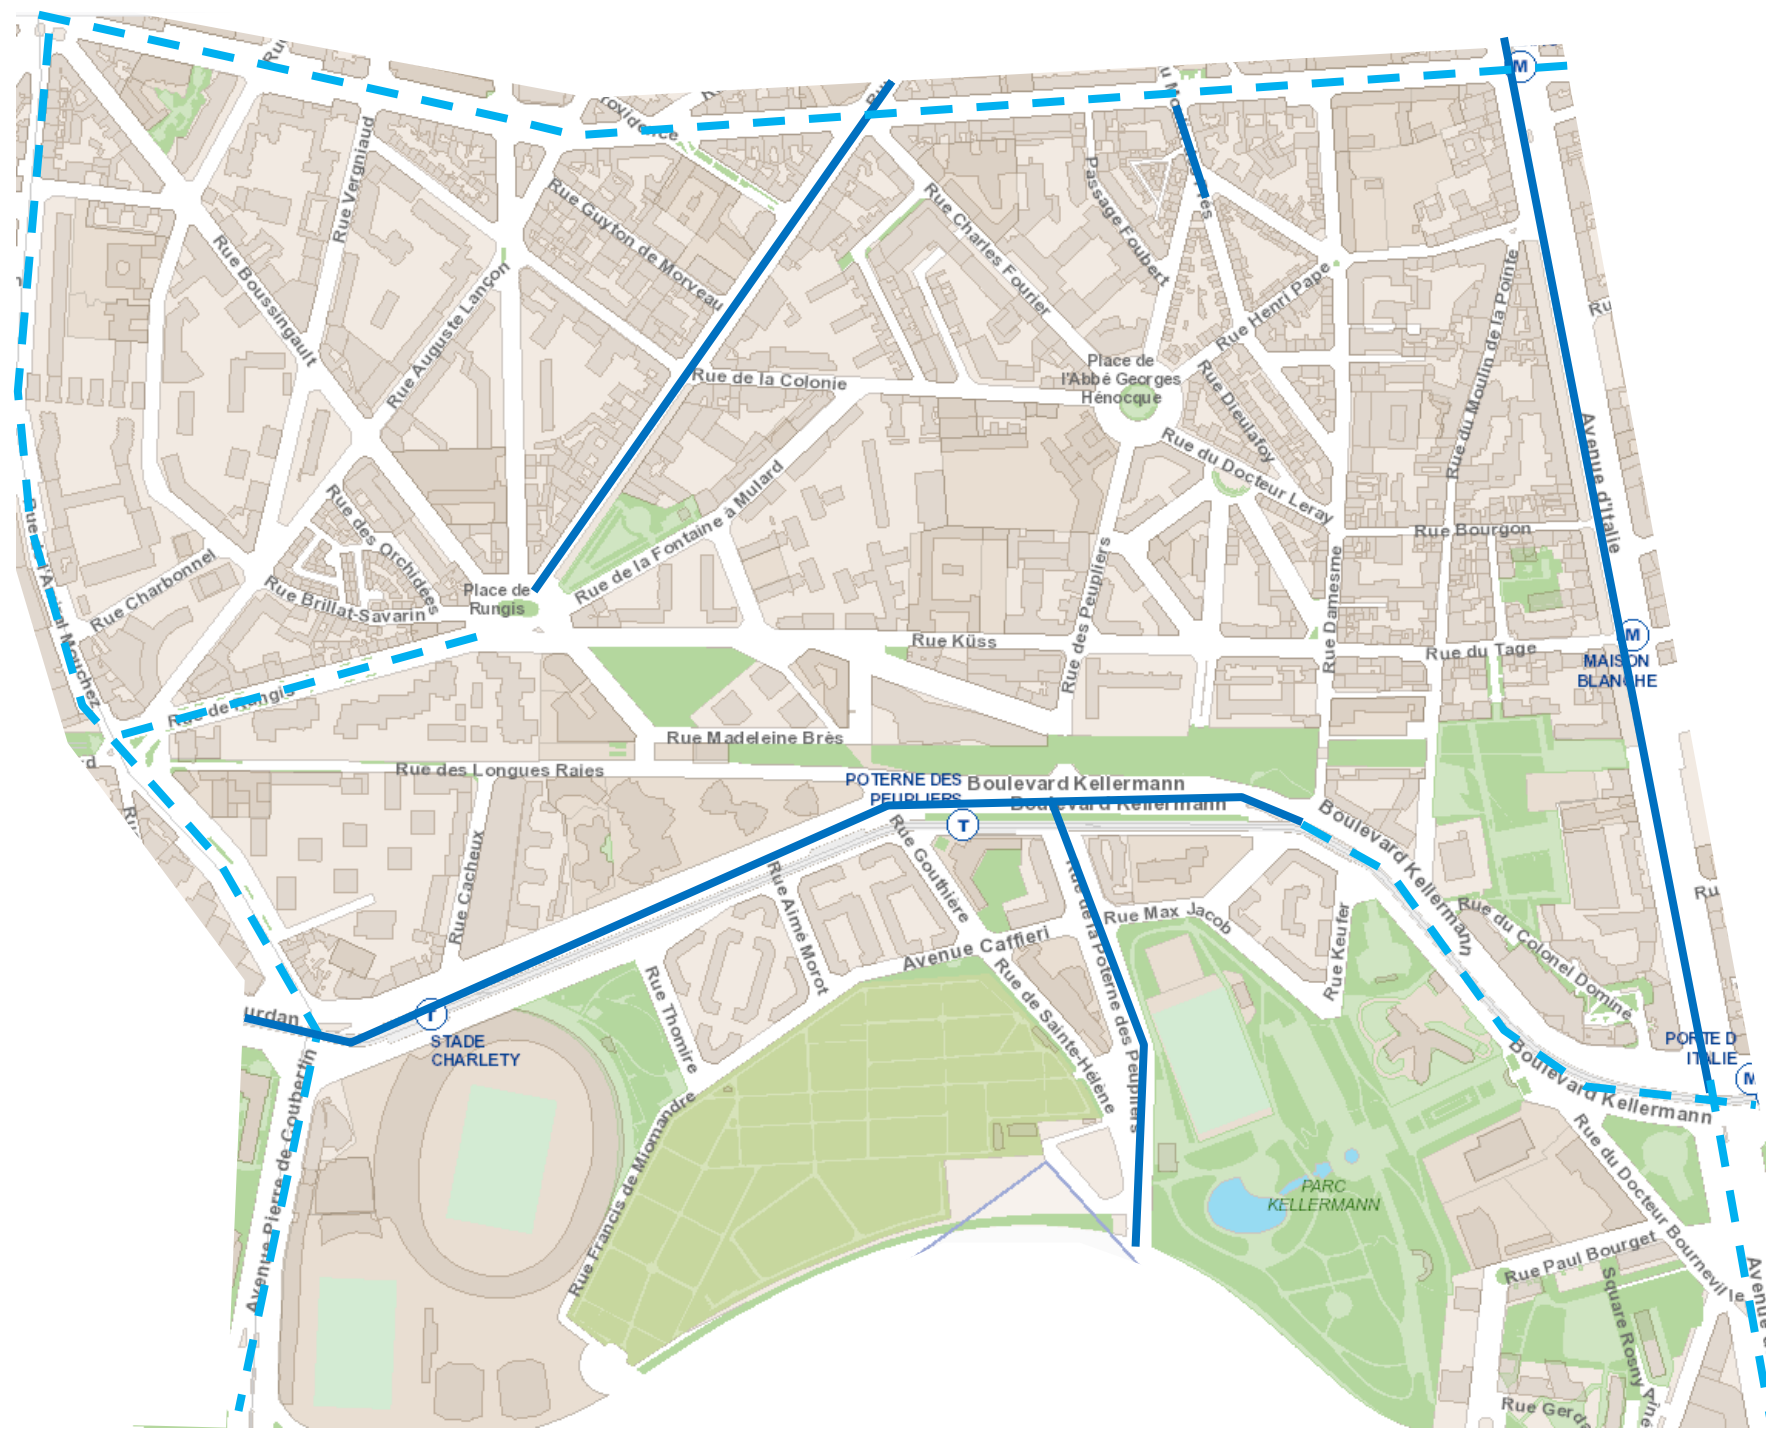 Rue Vergniaud
Rue Boussingault
Rue Auguste Lançon
Rue Guyton de Morveau
Rue Charles Fourier
Passage Foubert
Rue Henri Pape
Place de
l'Abbé Georges
Hénocque
Rue de la Colonie
Rue Dieulafoy
Rue du Docteur Leray
Rue du Moulin de la Pointe
Avenue d'Italie
Rue Bourgon
Rue des Orchidées
Rue de la Fontaine à Mulard
Rue Charbonnel
Rue Brillat-Savarin
Place de
Rungis
Rue Küss
Rue des Peupliers
Rue Damesme
Rue du Tage
M
M
MAISON
BLANCHE
Rue de Rungis
Rue Madeleine Brès
Rue des Longues Raies
POTERNE DES
PEUPLIERS
T
Boulevard Kellermann
Boulevard Kellermann
Boulevard Kellermann
Rue Cacheux
Rue Aimé Morot
Rue Gouthière
Rue Max Jacob
Rue Keufer
Rue du Colonel Dominé
Avenue Caffieri
Rue de la Poterne des Peupliers
Rue de Sainte-Hélène
Rue Thomire
urdan
T
STADE
CHARLETY
PORTE D
ITALIE
M
Boulevard Kellermann
Avenue Pierre de Coubertin
Rue Francis de Miomandre
PARC
KELLERMANN
Rue du Docteur Bourneville
Rue Paul Bourget
Square Rosny Aîné
Rue Gerda
Avenue d